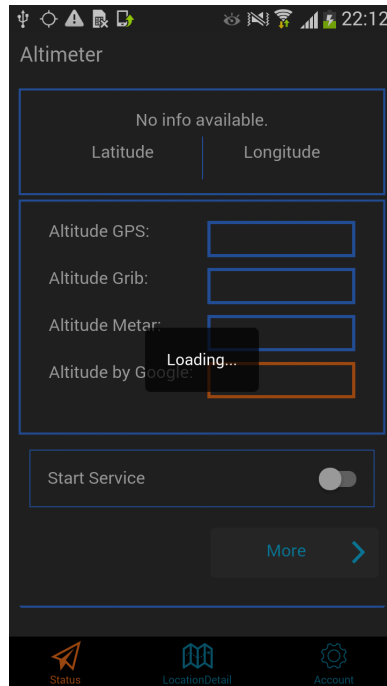 22:12
Altimeter
No info available.
Latitude Longitude
Altitude GPS:
Altitude Grib:
Altitude Metar:
Loading...
Altitude by Google:
Start Service
More
Status LocationDetail Account